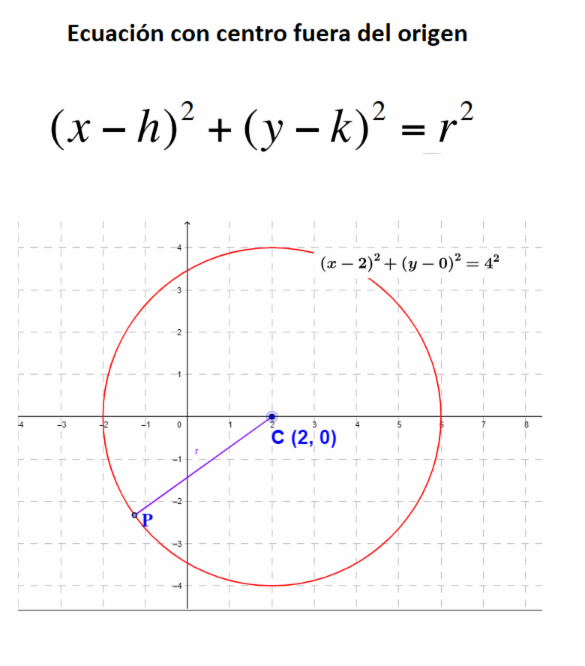 Ecuación con centro fuera del origen
(x − h)² + (y − k)² = r²
(x − 2)² + (y − 0)² = 4²
4
3
2
1
-4 -3 -2 -1 0 1 2 3 4 5 6 7 8
C (2, 0)
r
-1
-2
P
-3
-4